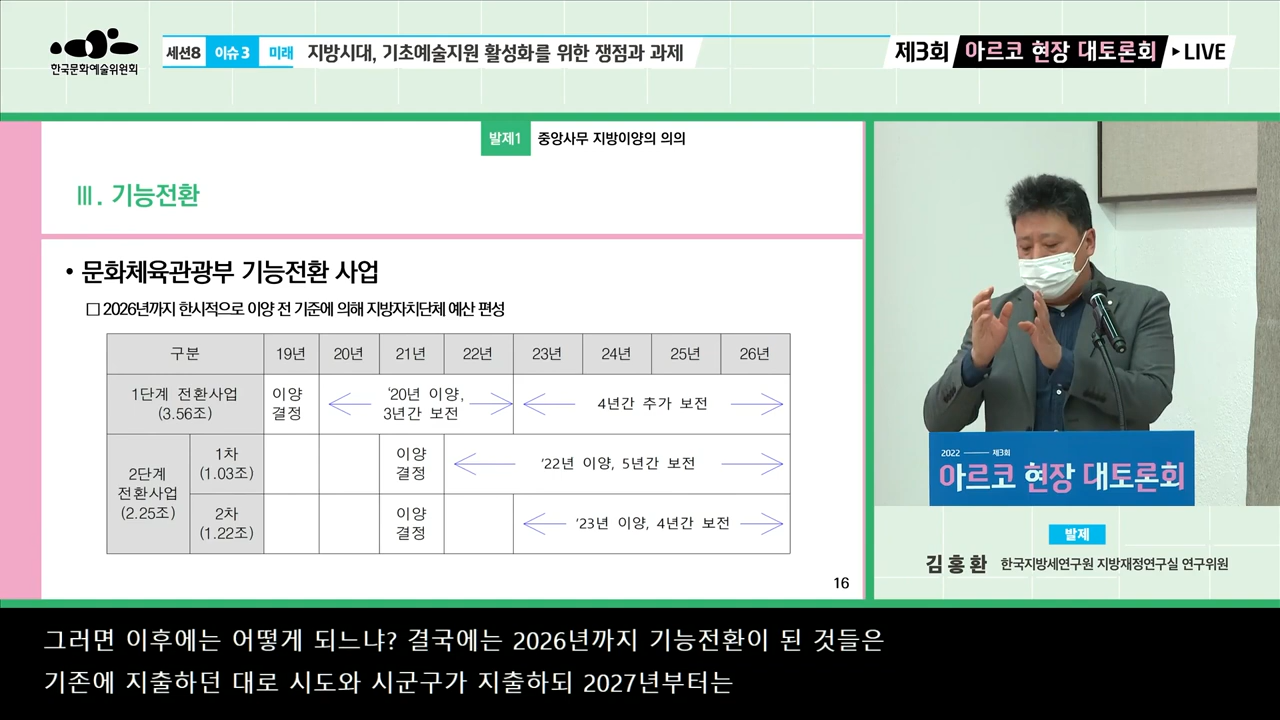 한국문화예술위원회
세션8 이슈 3 미래 지방시대, 기초예술지원 활성화를 위한 쟁점과 과제
제3회 아르코 현장 대토론회 ▸LIVE
발제1 중앙사무 지방이양의 의의
Ⅲ. 기능전환
• 문화체육관광부 기능전환 사업
□ 2026년까지 한시적으로 이양 전 기준에 의해 지방자치단체 예산 편성
구분 19년 20년 21년 22년 23년 24년 25년 26년
1단계 전환사업
(3.56조)
이양
결정
‘20년 이양,
3년간 보전
4년간 추가 보전
2단계
전환사업
(2.25조)
1차
(1.03조)
이양
결정
‘22년 이양, 5년간 보전
2차
(1.22조)
이양
결정
‘23년 이양, 4년간 보전
16
2022 제3회
아르코 현장 대토론회
발제
김홍환 한국지방세연구원 지방재정연구실 연구위원
그러면 이후에는 어떻게 되느냐? 결국에는 2026년까지 기능전환이 된 것들은
기존에 지출하던 대로 시도와 시군구가 지출하되 2027년부터는